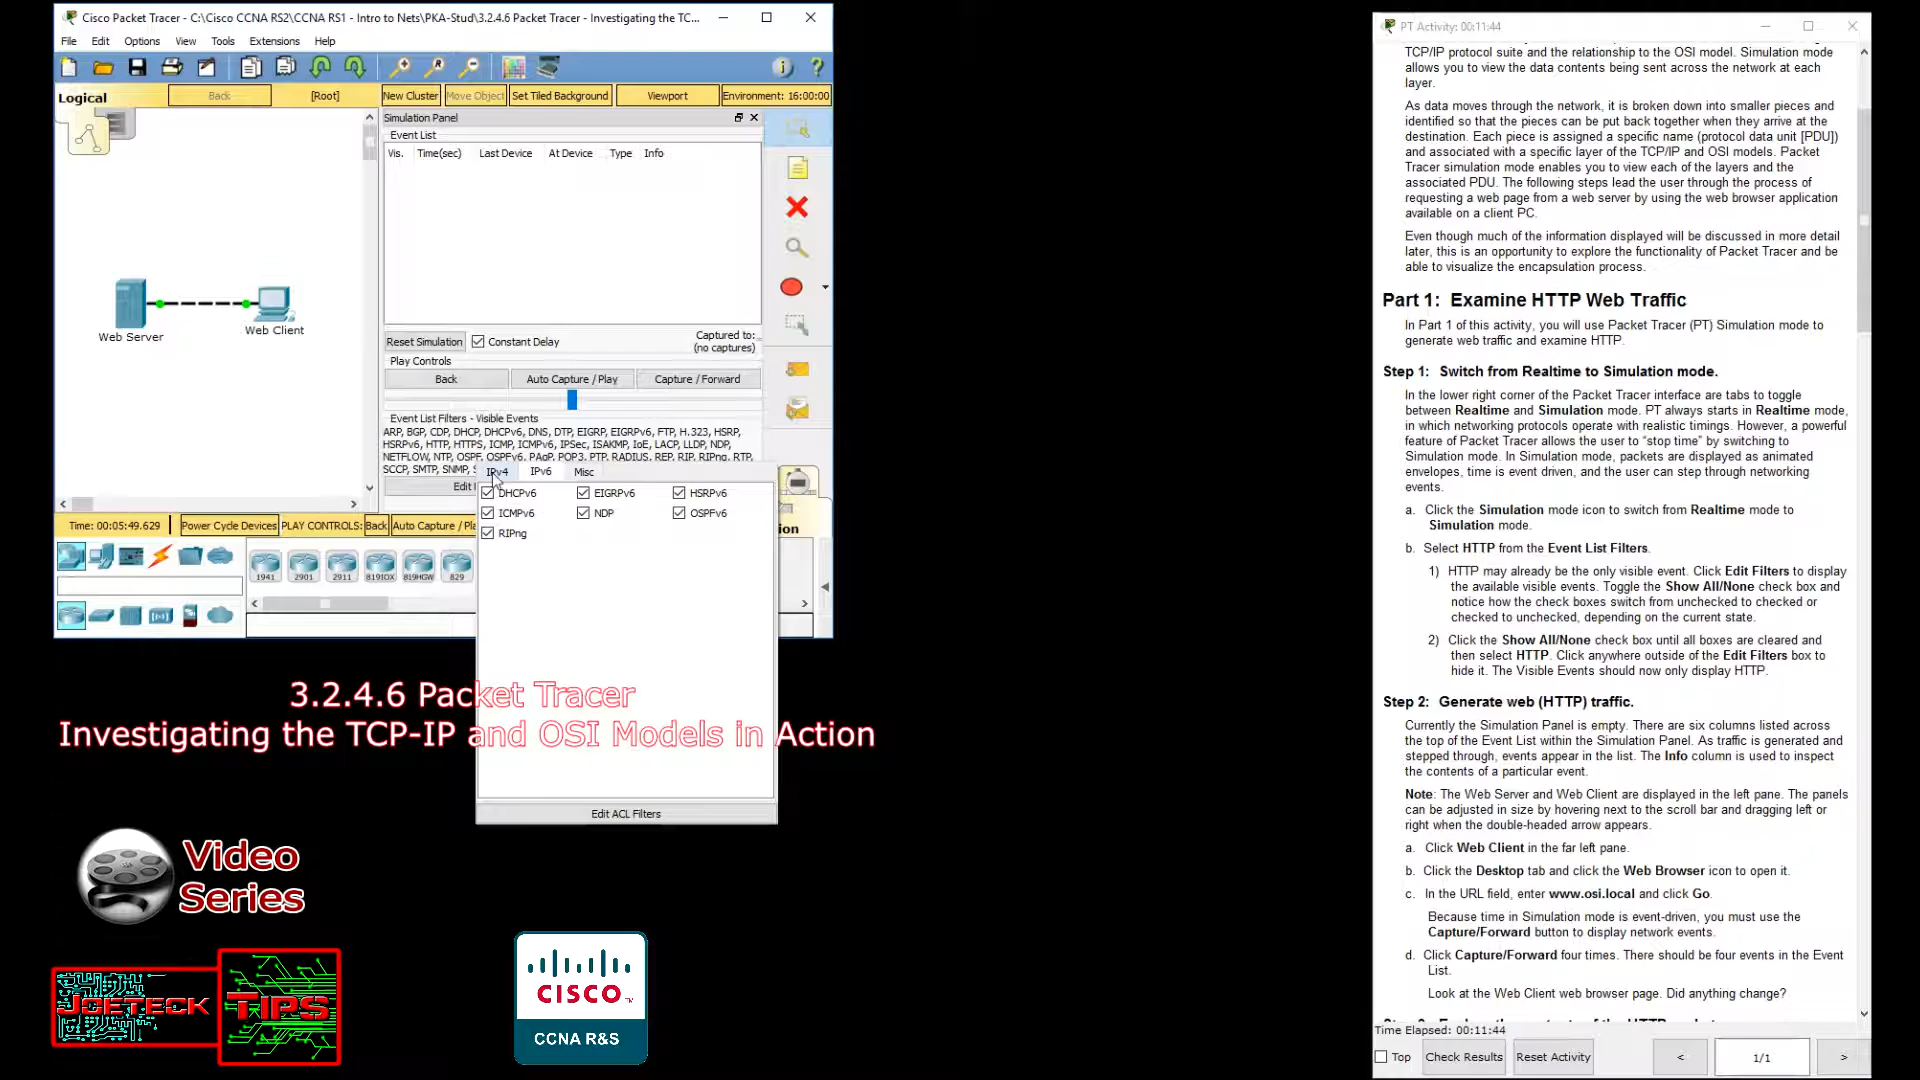 Cisco Packet Tracer - C:\Cisco CCNA RS2\CCNA RS1 - Intro to Nets\PKA-Stud\3.2.4.6 Packet Tracer - Investigating the TC...
File Edit Options View Tools Extensions Help
Logical Back [Root] New Cluster Move Object Set Tiled Background Viewport Environment: 16:00:00
Simulation Panel
Event List
Vis. Time(sec) Last Device At Device Type Info
Web Server
Web Client
Reset Simulation Constant Delay
Captured to:
(no captures)
Play Controls
Back Auto Capture / Play Capture / Forward
Event List Filters - Visible Events
ARP, BGP, CDP, DHCP, DHCPv6, DNS, DTP, EIGRP, EIGRPv6, FTP, H.323, HSRP,
HSRPv6, HTTP, HTTPS, ICMP, ICMPv6, IPSec, ISAKMP, IoE, LACP, LLDP, NDP,
NETFLOW, NTP, OSPF, OSPFv6, PAgP, POP3, PTP, RADIUS, REP, RIP, RIPng, RTP,
SCCP, SMTP, SNMP, S
IPv4 IPv6 Misc
Edit
DHCPv6 EIGRPv6 HSRPv6
ICMPv6 NDP OSPFv6
RIPng
Edit ACL Filters
Time: 00:05:49.629 Power Cycle Devices PLAY CONTROLS: Back Auto Capture / Pla
ion
1941 2901 2911 819IOX 819HGW 829
3.2.4.6 Packet Tracer
Investigating the TCP-IP and OSI Models in Action
Video
Series
JOETECK TIPS
CISCO
CCNA R&S
PT Activity: 00:11:44
TCP/IP protocol suite and the relationship to the OSI model. Simulation mode
allows you to view the data contents being sent across the network at each
layer.
As data moves through the network, it is broken down into smaller pieces and
identified so that the pieces can be put back together when they arrive at the
destination. Each piece is assigned a specific name (protocol data unit [PDU])
and associated with a specific layer of the TCP/IP and OSI models. Packet
Tracer simulation mode enables you to view each of the layers and the
associated PDU. The following steps lead the user through the process of
requesting a web page from a web server by using the web browser application
available on a client PC.
Even though much of the information displayed will be discussed in more detail
later, this is an opportunity to explore the functionality of Packet Tracer and be
able to visualize the encapsulation process.
Part 1: Examine HTTP Web Traffic
In Part 1 of this activity, you will use Packet Tracer (PT) Simulation mode to
generate web traffic and examine HTTP.
Step 1: Switch from Realtime to Simulation mode.
In the lower right corner of the Packet Tracer interface are tabs to toggle
between Realtime and Simulation mode. PT always starts in Realtime mode,
in which networking protocols operate with realistic timings. However, a powerful
feature of Packet Tracer allows the user to “stop time” by switching to
Simulation mode. In Simulation mode, packets are displayed as animated
envelopes, time is event driven, and the user can step through networking
events.
a. Click the Simulation mode icon to switch from Realtime mode to
Simulation mode.
b. Select HTTP from the Event List Filters.
1) HTTP may already be the only visible event. Click Edit Filters to display
the available visible events. Toggle the Show All/None check box and
notice how the check boxes switch from unchecked to checked or
checked to unchecked, depending on the current state.
2) Click the Show All/None check box until all boxes are cleared and
then select HTTP. Click anywhere outside of the Edit Filters box to
hide it. The Visible Events should now only display HTTP.
Step 2: Generate web (HTTP) traffic.
Currently the Simulation Panel is empty. There are six columns listed across
the top of the Event List within the Simulation Panel. As traffic is generated and
stepped through, events appear in the list. The Info column is used to inspect
the contents of a particular event.
Note: The Web Server and Web Client are displayed in the left pane. The panels
can be adjusted in size by hovering next to the scroll bar and dragging left or
right when the double-headed arrow appears.
a. Click Web Client in the far left pane.
b. Click the Desktop tab and click the Web Browser icon to open it.
c. In the URL field, enter www.osi.local and click Go.
Because time in Simulation mode is event-driven, you must use the
Capture/Forward button to display network events.
d. Click Capture/Forward four times. There should be four events in the Event
List.
Look at the Web Client web browser page. Did anything change?
Time Elapsed: 00:11:44
Top Check Results Reset Activity < 1/1 >